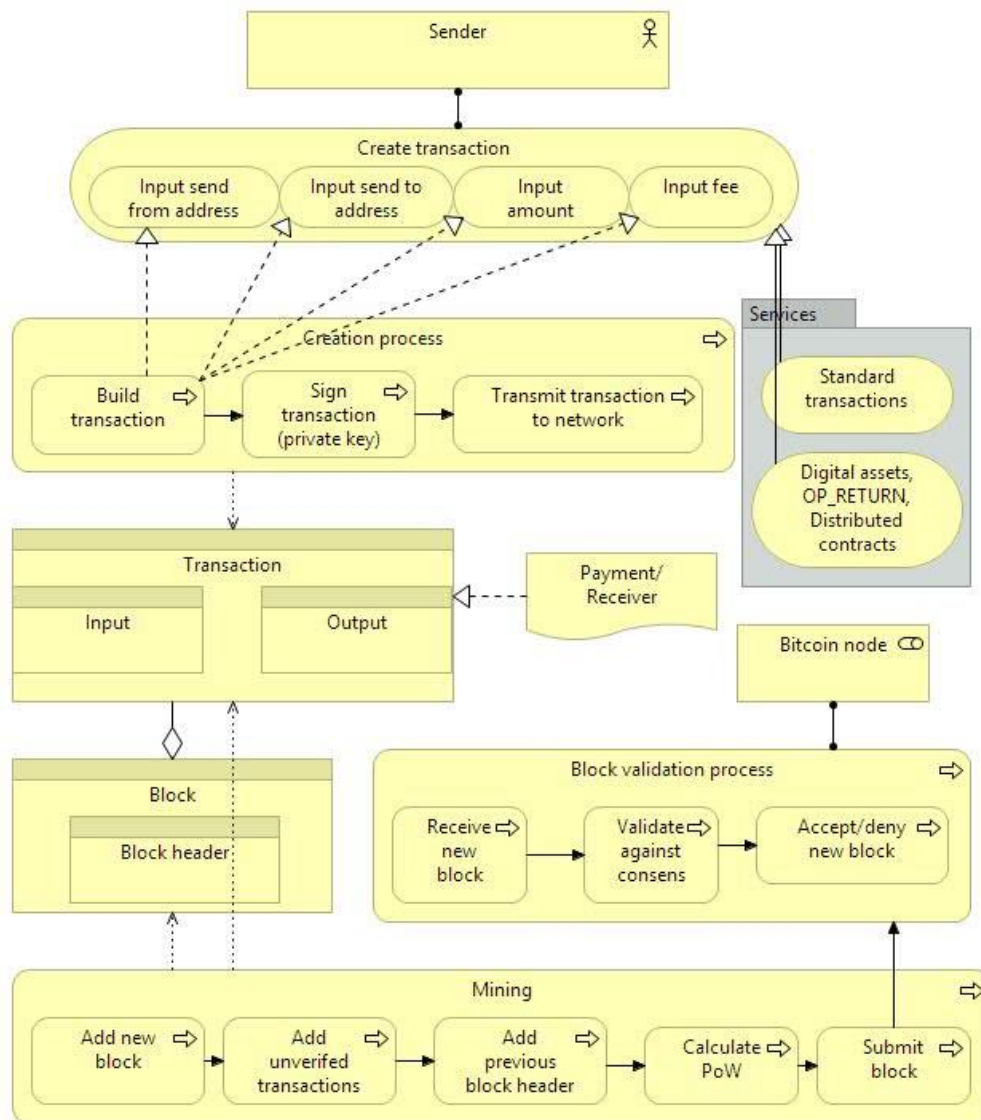 Sender
Create transaction
Input send
from address
Input send to
address
Input
amount
Input fee
Services
Standard
transactions
Digital assets,
OP_RETURN,
Distributed
contracts
Creation process
Build
transaction
Sign
transaction
(private key)
Transmit transaction
to network
Transaction
Input
Output
Payment/
Receiver
Bitcoin node
Block
Block header
Block validation process
Receive
new
block
Validate
against
consens
Accept/deny
new block
Mining
Add new
block
Add
unverifed
transactions
Add
previous
block header
Calculate
PoW
Submit
block